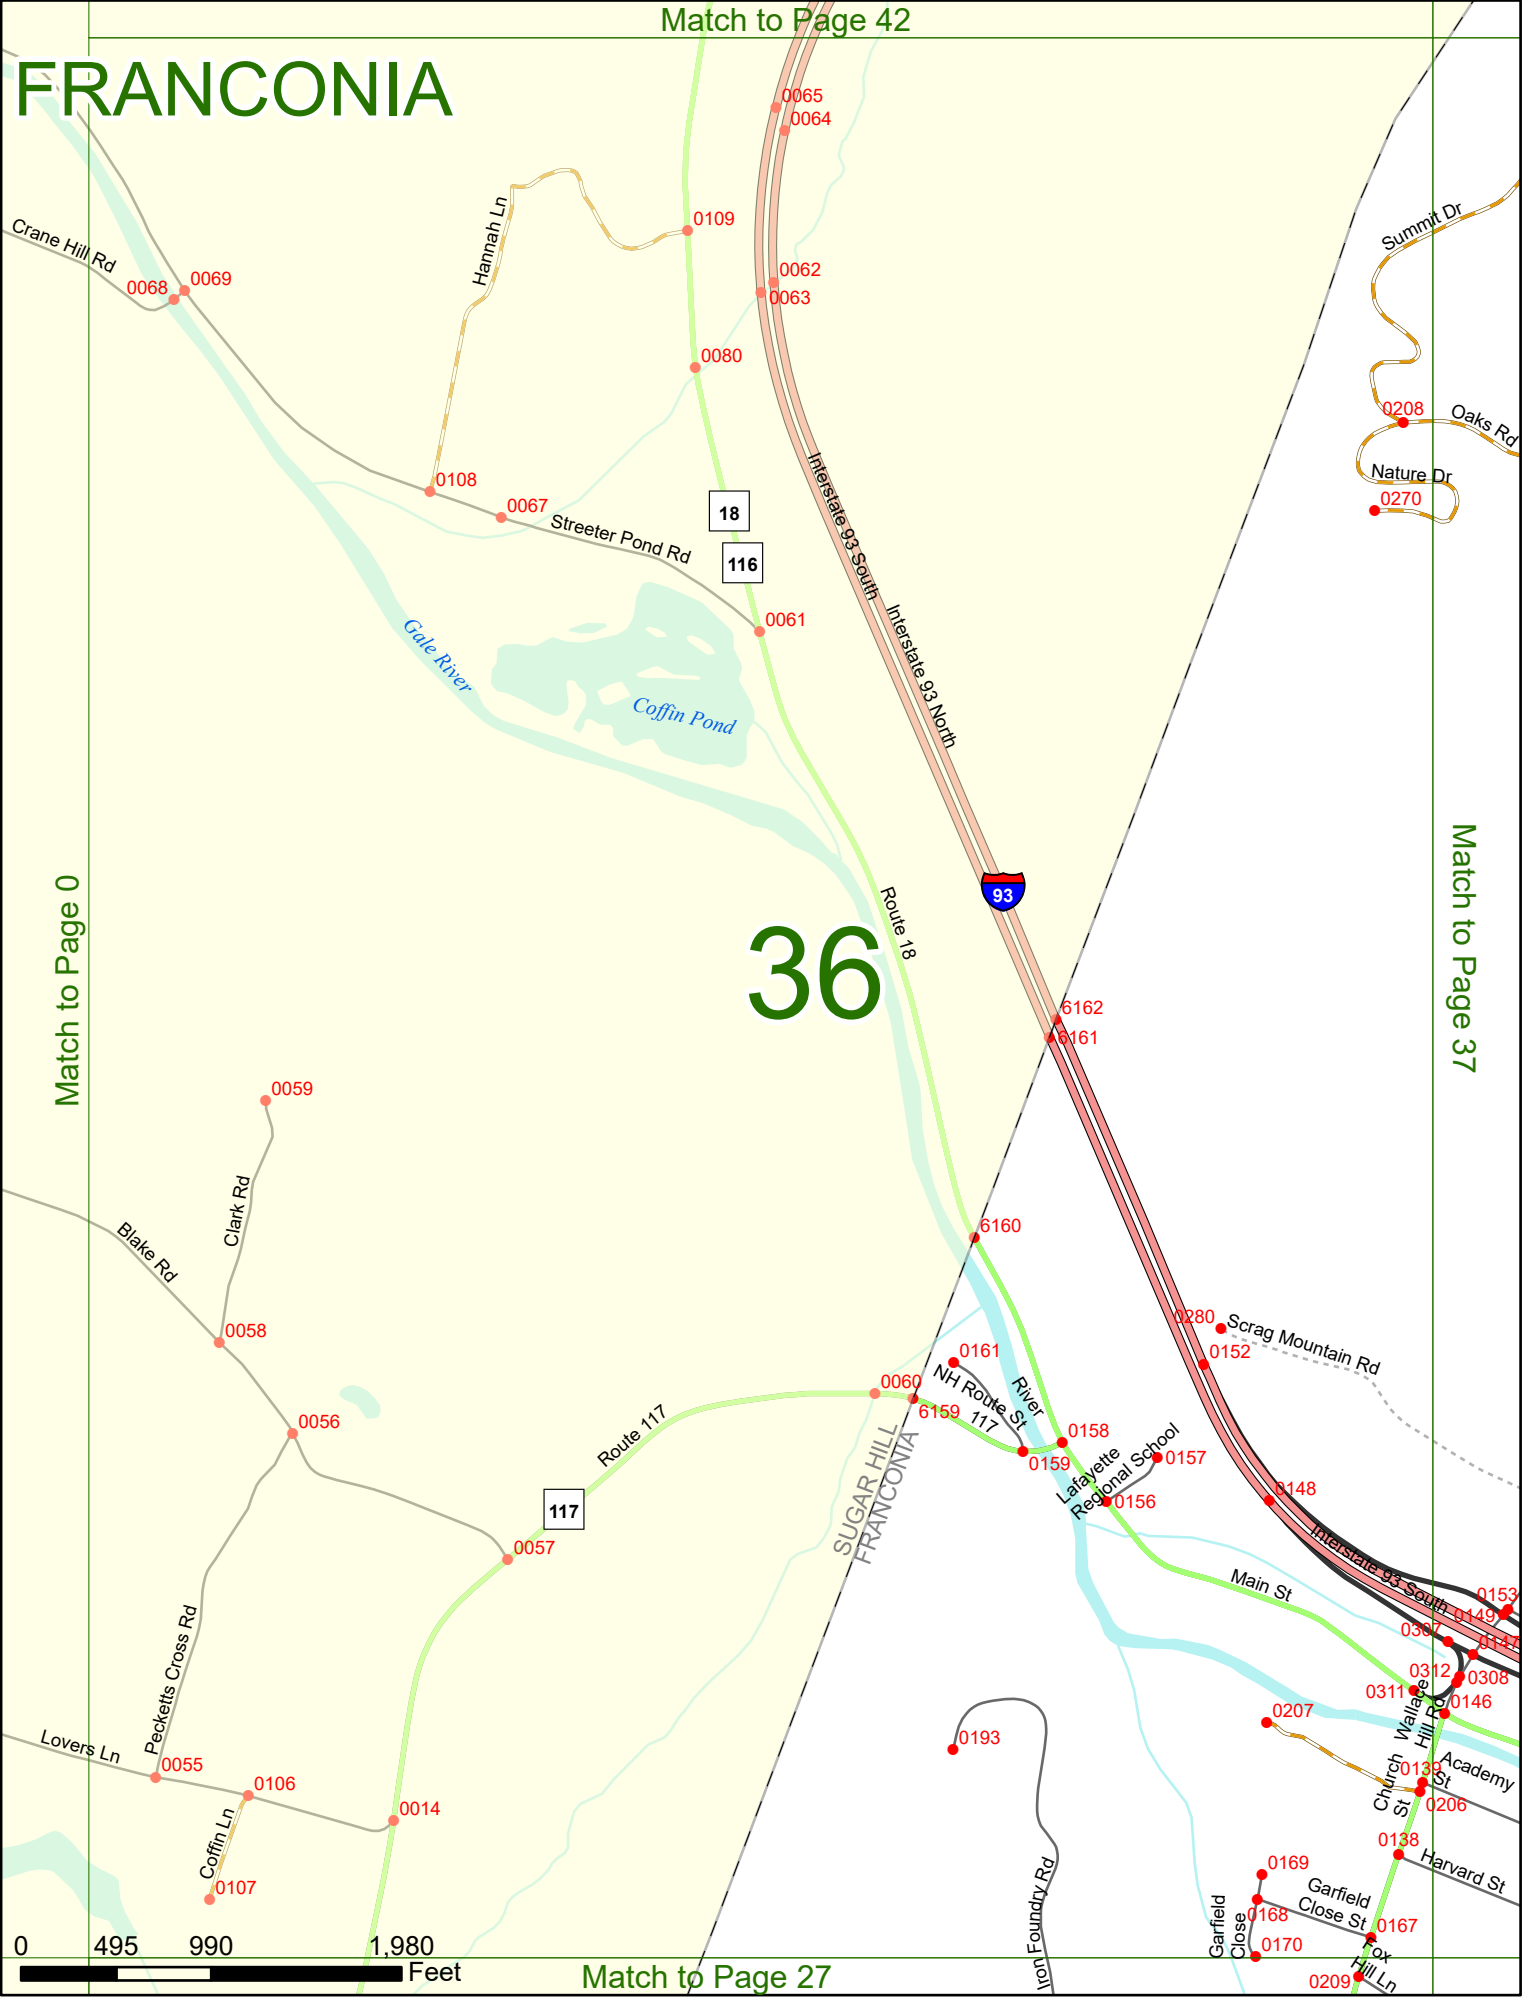 Match to Page 42
FRANCONIA
0065
0064
Summit Dr
Hannah Ln
0109
Crane Hill Rd
0068
0069
0062
0063
0080
0208
Oaks Rd
Nature Dr
0270
0108
0067
Streeter Pond Rd
18
116
Interstate 93 South
Interstate 93 North
0061
Gale River
Coffin Pond
Match to Page 0
Match to Page 37
93
Route 18
36
6162
6161
0059
Clark Rd
Blake Rd
0058
6160
0280
Scrag Mountain Rd
0152
0161
NH Route St
117
River
0060
6159
0056
Route 117
0158
0159
Lafayette
Regional School
0157
0156
0148
117
SUGAR HILL
FRANCONIA
0057
Interstate 93 South
Main St
0153
0149
0307
0147
0312
0308
0311
0146
Wallace
Hill Rd
Pecketts Cross Rd
0207
0193
Lovers Ln
0055
0106
0014
Church
St
0139
Academy
St
0206
Coffin Ln
0107
0138
Harvard St
0169
Garfield
Close St
0168
0167
Garfield
Close
0170
Fox
Hill Ln
0209
Iron Foundry Rd
0 495 990 1,980
Feet
Match to Page 27